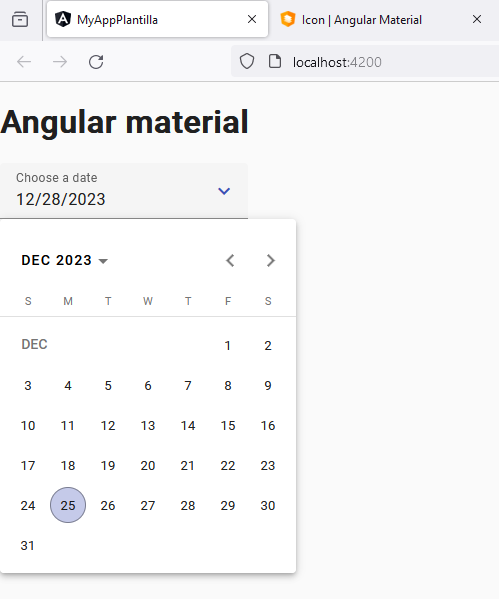 MyAppPlantilla
Icon | Angular Material
localhost:4200
Angular material
Choose a date
12/28/2023
DEC 2023
S M T W T F S
DEC 1 2
3 4 5 6 7 8 9
10 11 12 13 14 15 16
17 18 19 20 21 22 23
24 25 26 27 28 29 30
31